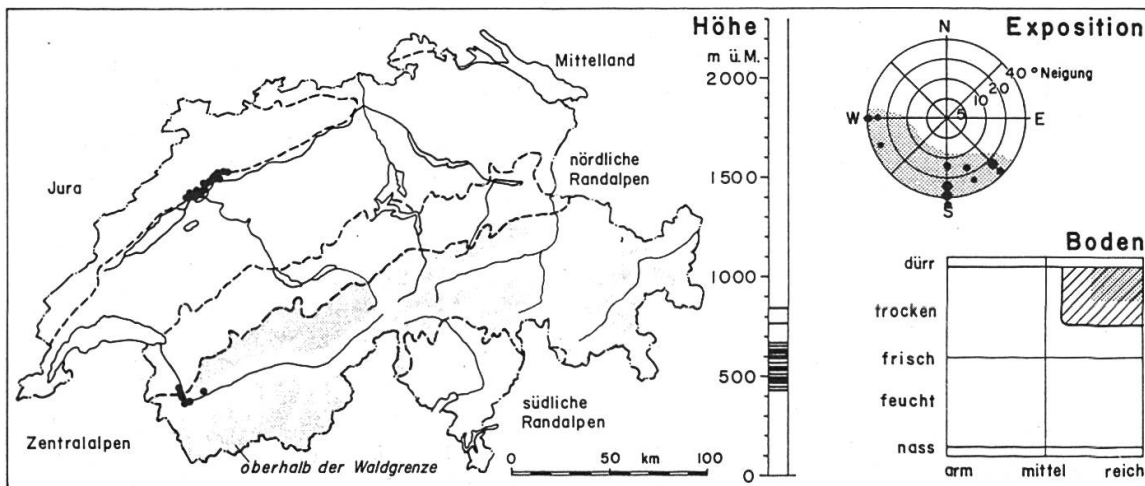 Mittelland
Jura
nördliche
Randalpen
Zentralalpen
südliche
Randalpen
oberhalb der Waldgrenze
0 50 km 100
Höhe
m ü.M.
2000
1500
1000
500
0
Exposition
N
40° Neigung
20
10
5
W
E
S
Boden
dürr
trocken
frisch
feucht
nass
arm mittel reich